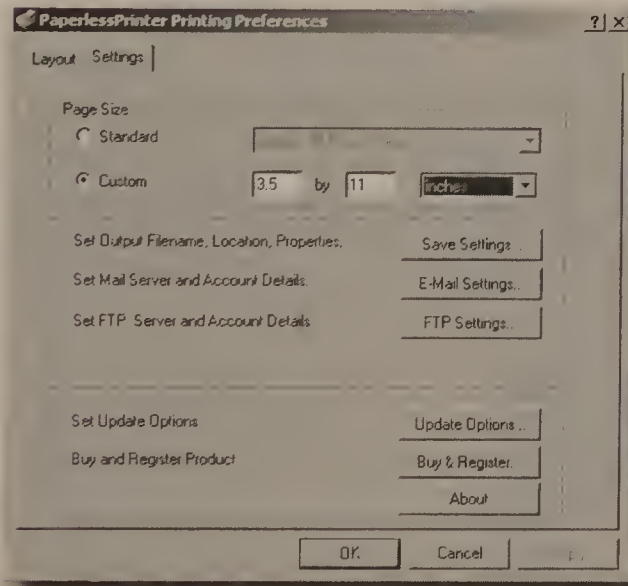 PaperlessPrinter Printing Preferences ? ×
Layout Settings
Page Size
Standard
Custom 3.5 by 11 inches
Set Output Filename, Location, Properties. Save Settings..
Set Mail Server and Account Details. E-Mail Settings..
Set FTP Server and Account Details FTP Settings..
Set Update Options Update Options ..
Buy and Register Product Buy & Register.
About
OK Cancel